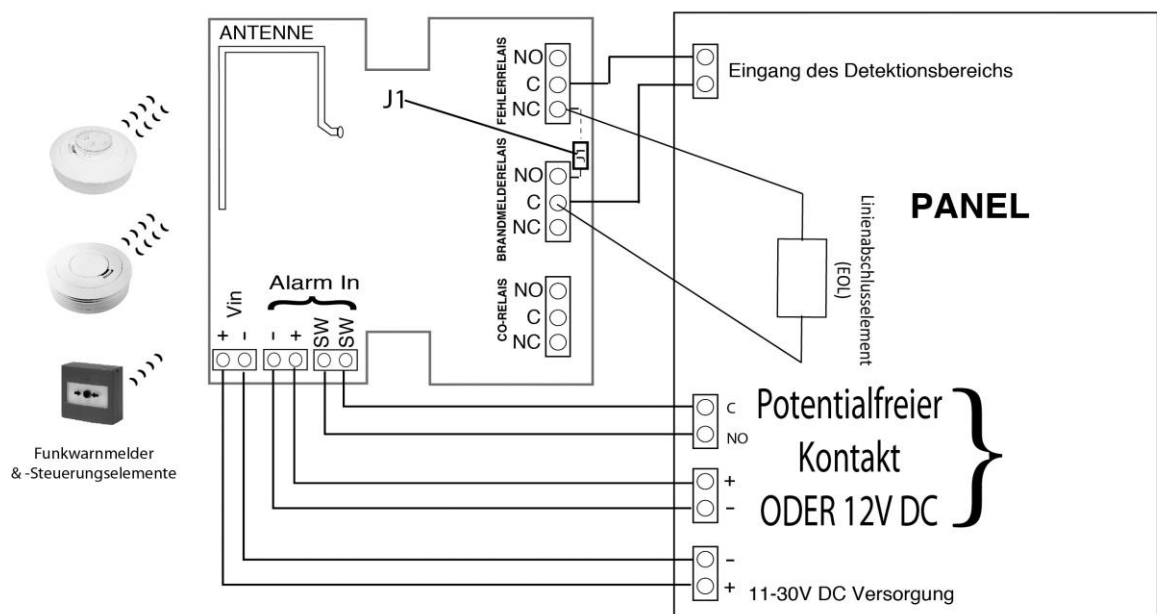 ANTENNE
J1
FEHLERRELAIS
NO
C
NC
J1
BRANDMELDERELAIS
NO
C
NC
CO-RELAIS
NO
C
NC
Alarm In
Vin
+
-
-
+
SW
SW
Funkwarnmelder
& -Steuerungselemente
Eingang des Detektionsbereichs
PANEL
Linienabschlusselement
(EOL)
C
NO
+
-
Potentialfreier
Kontakt
ODER 12V DC
-
+
11-30V DC Versorgung